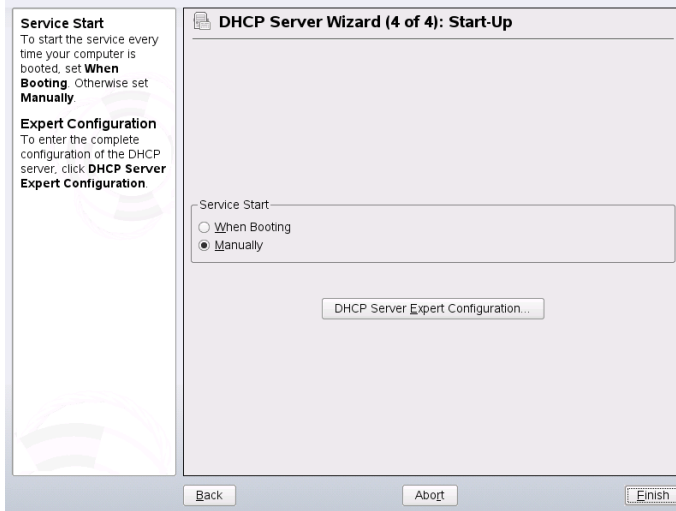 Service Start
To start the service every
time your computer is
booted, set When
Booting. Otherwise set
Manually.
Expert Configuration
To enter the complete
configuration of the DHCP
server, click DHCP Server
Expert Configuration.
DHCP Server Wizard (4 of 4): Start-Up
Service Start
When Booting
Manually
DHCP Server Expert Configuration...
Back
Abort
Finish